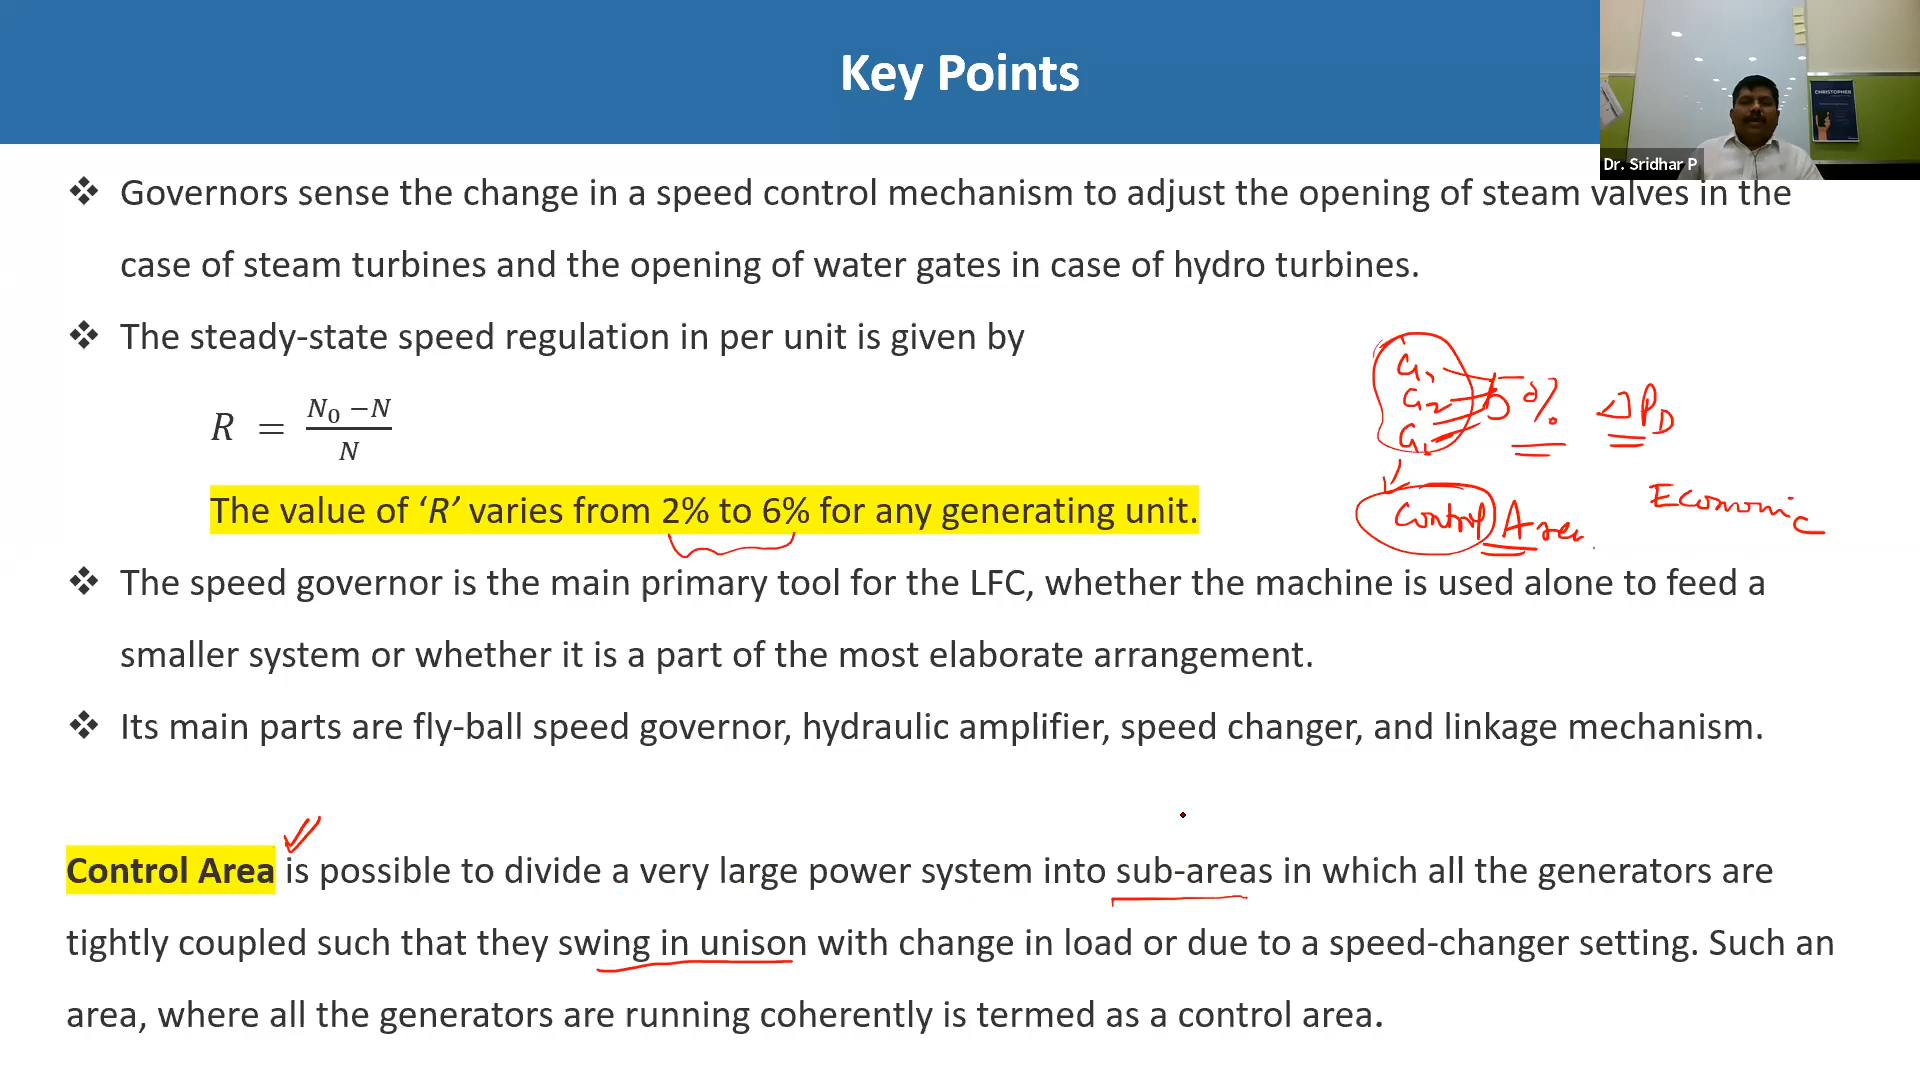 Key Points
CHRISTOPHER
Dr. Sridhar P
❖ Governors sense the change in a speed control mechanism to adjust the opening of steam valves in the
case of steam turbines and the opening of water gates in case of hydro turbines.
❖ The steady-state speed regulation in per unit is given by
R = (N₀ − N) / N
The value of ‘R’ varies from 2% to 6% for any generating unit.
G1
G2
G1
5%
ΔPD
Control Area
Economic
❖ The speed governor is the main primary tool for the LFC, whether the machine is used alone to feed a
smaller system or whether it is a part of the most elaborate arrangement.
❖ Its main parts are fly-ball speed governor, hydraulic amplifier, speed changer, and linkage mechanism.
Control Area is possible to divide a very large power system into sub-areas in which all the generators are
tightly coupled such that they swing in unison with change in load or due to a speed-changer setting. Such an
area, where all the generators are running coherently is termed as a control area.